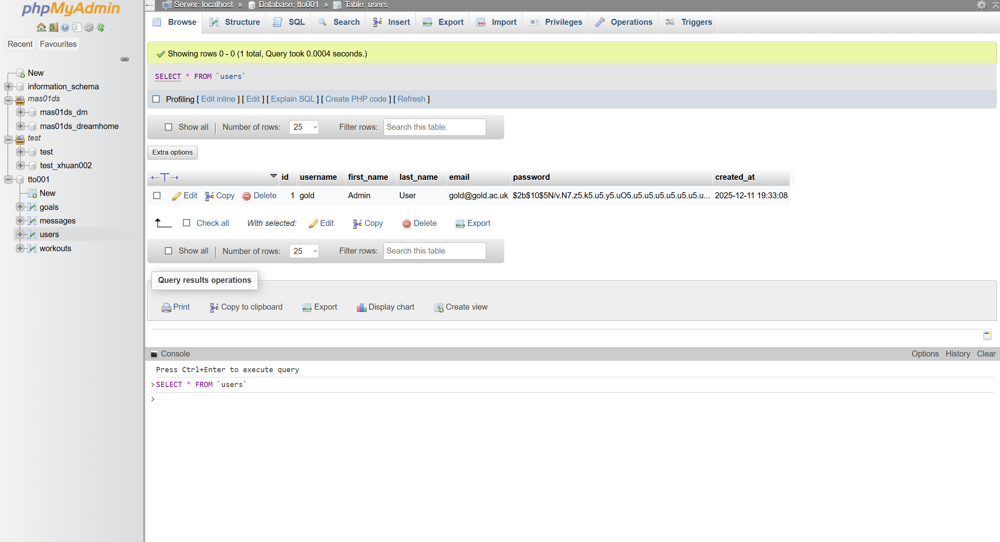 phpMyAdmin
Recent Favourites
New
information_schema
mas01ds
mas01ds_dm
mas01ds_dreamhome
test
test
test_xhuan002
tto001
New
goals
messages
users
workouts
Server: localhost » Database: tto001 » Table: users
Browse Structure SQL Search Insert Export Import Privileges Operations Triggers
Showing rows 0 - 0 (1 total, Query took 0.0004 seconds.)
SELECT * FROM `users`
Profiling [ Edit inline ] [ Edit ] [ Explain SQL ] [ Create PHP code ] [ Refresh ]
Show all | Number of rows: 25 Filter rows: Search this table
Extra options
←T→ id username first_name last_name email password created_at
Edit Copy Delete 1 gold Admin User gold@gold.ac.uk $2b$10$5N/v.N7.z5.k5.u5.y5.uO5.u5.u5.u5.u5.u5.u5.u... 2025-12-11 19:33:08
Check all With selected: Edit Copy Delete Export
Show all | Number of rows: 25 Filter rows: Search this table
Query results operations
Print Copy to clipboard Export Display chart Create view
Console Options History Clear
Press Ctrl+Enter to execute query
>SELECT * FROM `users`
>